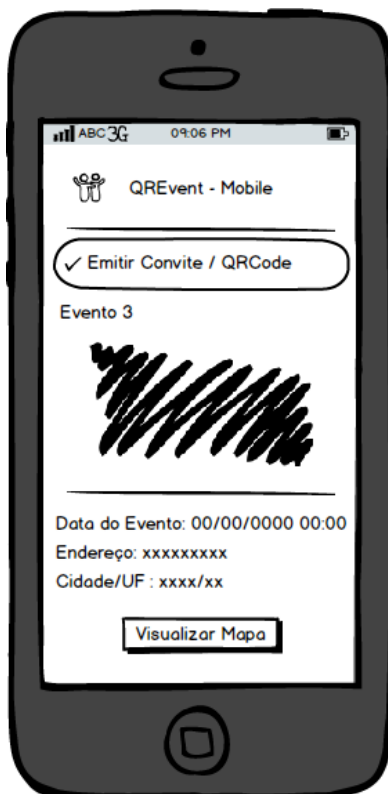 ABC 3G 09:06 PM
QREvent - Mobile
Emitir Convite / QRCode
Evento 3
Data do Evento: 00/00/0000 00:00
Endereço: xxxxxxxxx
Cidade/UF : xxxx/xx
Visualizar Mapa